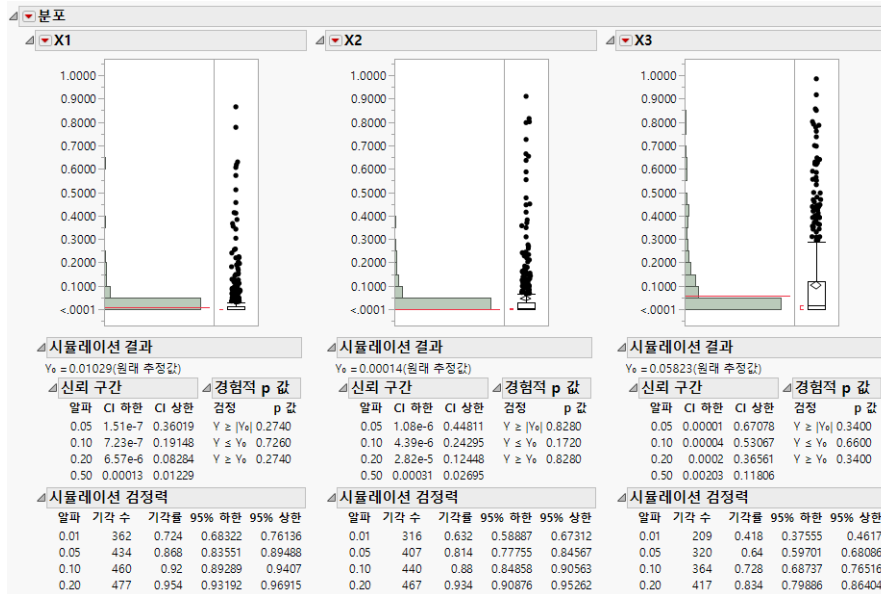 분포
X1 X2 X3
1.0000 1.0000 1.0000
0.9000 0.9000 0.9000
0.8000 0.8000 0.8000
0.7000 0.7000 0.7000
0.6000 0.6000 0.6000
0.5000 0.5000 0.5000
0.4000 0.4000 0.4000
0.3000 0.3000 0.3000
0.2000 0.2000 0.2000
0.1000 0.1000 0.1000
<.0001 <.0001 <.0001
시뮬레이션 결과 시뮬레이션 결과 시뮬레이션 결과
Y₀ = 0.01029(원래 추정값) Y₀ = 0.00014(원래 추정값) Y₀ = 0.05823(원래 추정값)
신뢰 구간 경험적 p 값 신뢰 구간 경험적 p 값 신뢰 구간 경험적 p 값
알파 CI 하한 CI 상한 검정 p 값 알파 CI 하한 CI 상한 검정 p 값 알파 CI 하한 CI 상한 검정 p 값
0.05 1.51e-7 0.36019 Y ≥ |Y₀| 0.2740 0.05 1.08e-6 0.44811 Y ≥ |Y₀| 0.8280 0.05 0.00001 0.67078 Y ≥ |Y₀| 0.3400
0.10 7.23e-7 0.19148 Y ≤ Y₀ 0.7260 0.10 4.39e-6 0.24295 Y ≤ Y₀ 0.1720 0.10 0.00004 0.53067 Y ≤ Y₀ 0.6600
0.20 6.57e-6 0.08284 Y ≥ Y₀ 0.2740 0.20 2.82e-5 0.12448 Y ≥ Y₀ 0.8280 0.20 0.0002 0.36561 Y ≥ Y₀ 0.3400
0.50 0.00013 0.01229 0.50 0.00031 0.02695 0.50 0.00203 0.11806
시뮬레이션 검정력 시뮬레이션 검정력 시뮬레이션 검정력
알파 기각 수 기각률 95% 하한 95% 상한 알파 기각 수 기각률 95% 하한 95% 상한 알파 기각 수 기각률 95% 하한 95% 상한
0.01 362 0.724 0.68322 0.76136 0.01 316 0.632 0.58887 0.67312 0.01 209 0.418 0.37555 0.4617
0.05 434 0.868 0.83551 0.89488 0.05 407 0.814 0.77755 0.84567 0.05 320 0.64 0.59701 0.68086
0.10 460 0.92 0.89289 0.9407 0.10 440 0.88 0.84858 0.90563 0.10 364 0.728 0.68737 0.76516
0.20 477 0.954 0.93192 0.96915 0.20 467 0.934 0.90876 0.95262 0.20 417 0.834 0.79886 0.86404